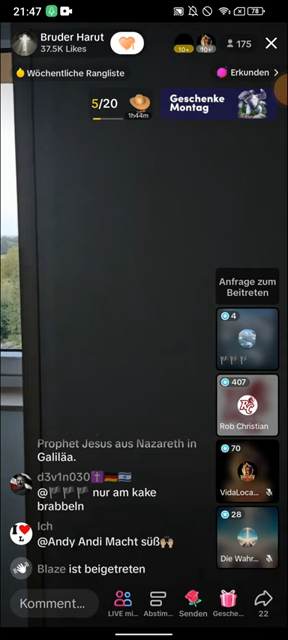 21:47
78
Bruder Harut
37.5K Likes
10+
10+
175
Wöchentliche Rangliste
Erkunden >
5/20
1h44m
Geschenke
Montag
Anfrage zum
Beitreten
4
407
Rob Christian
70
VidaLoca...
28
Die Wahr...
Prophet Jesus aus Nazareth in
Galiläa.
d3v1n030✝️🇩🇪🇮🇱
@🏴🏴🏴 nur am kake
brabbeln
Ich
@Andy Andi Macht süß🙌🏼
Blaze ist beigetreten
Komment...
LIVE mi...
Abstim...
Senden
Gesche...
22